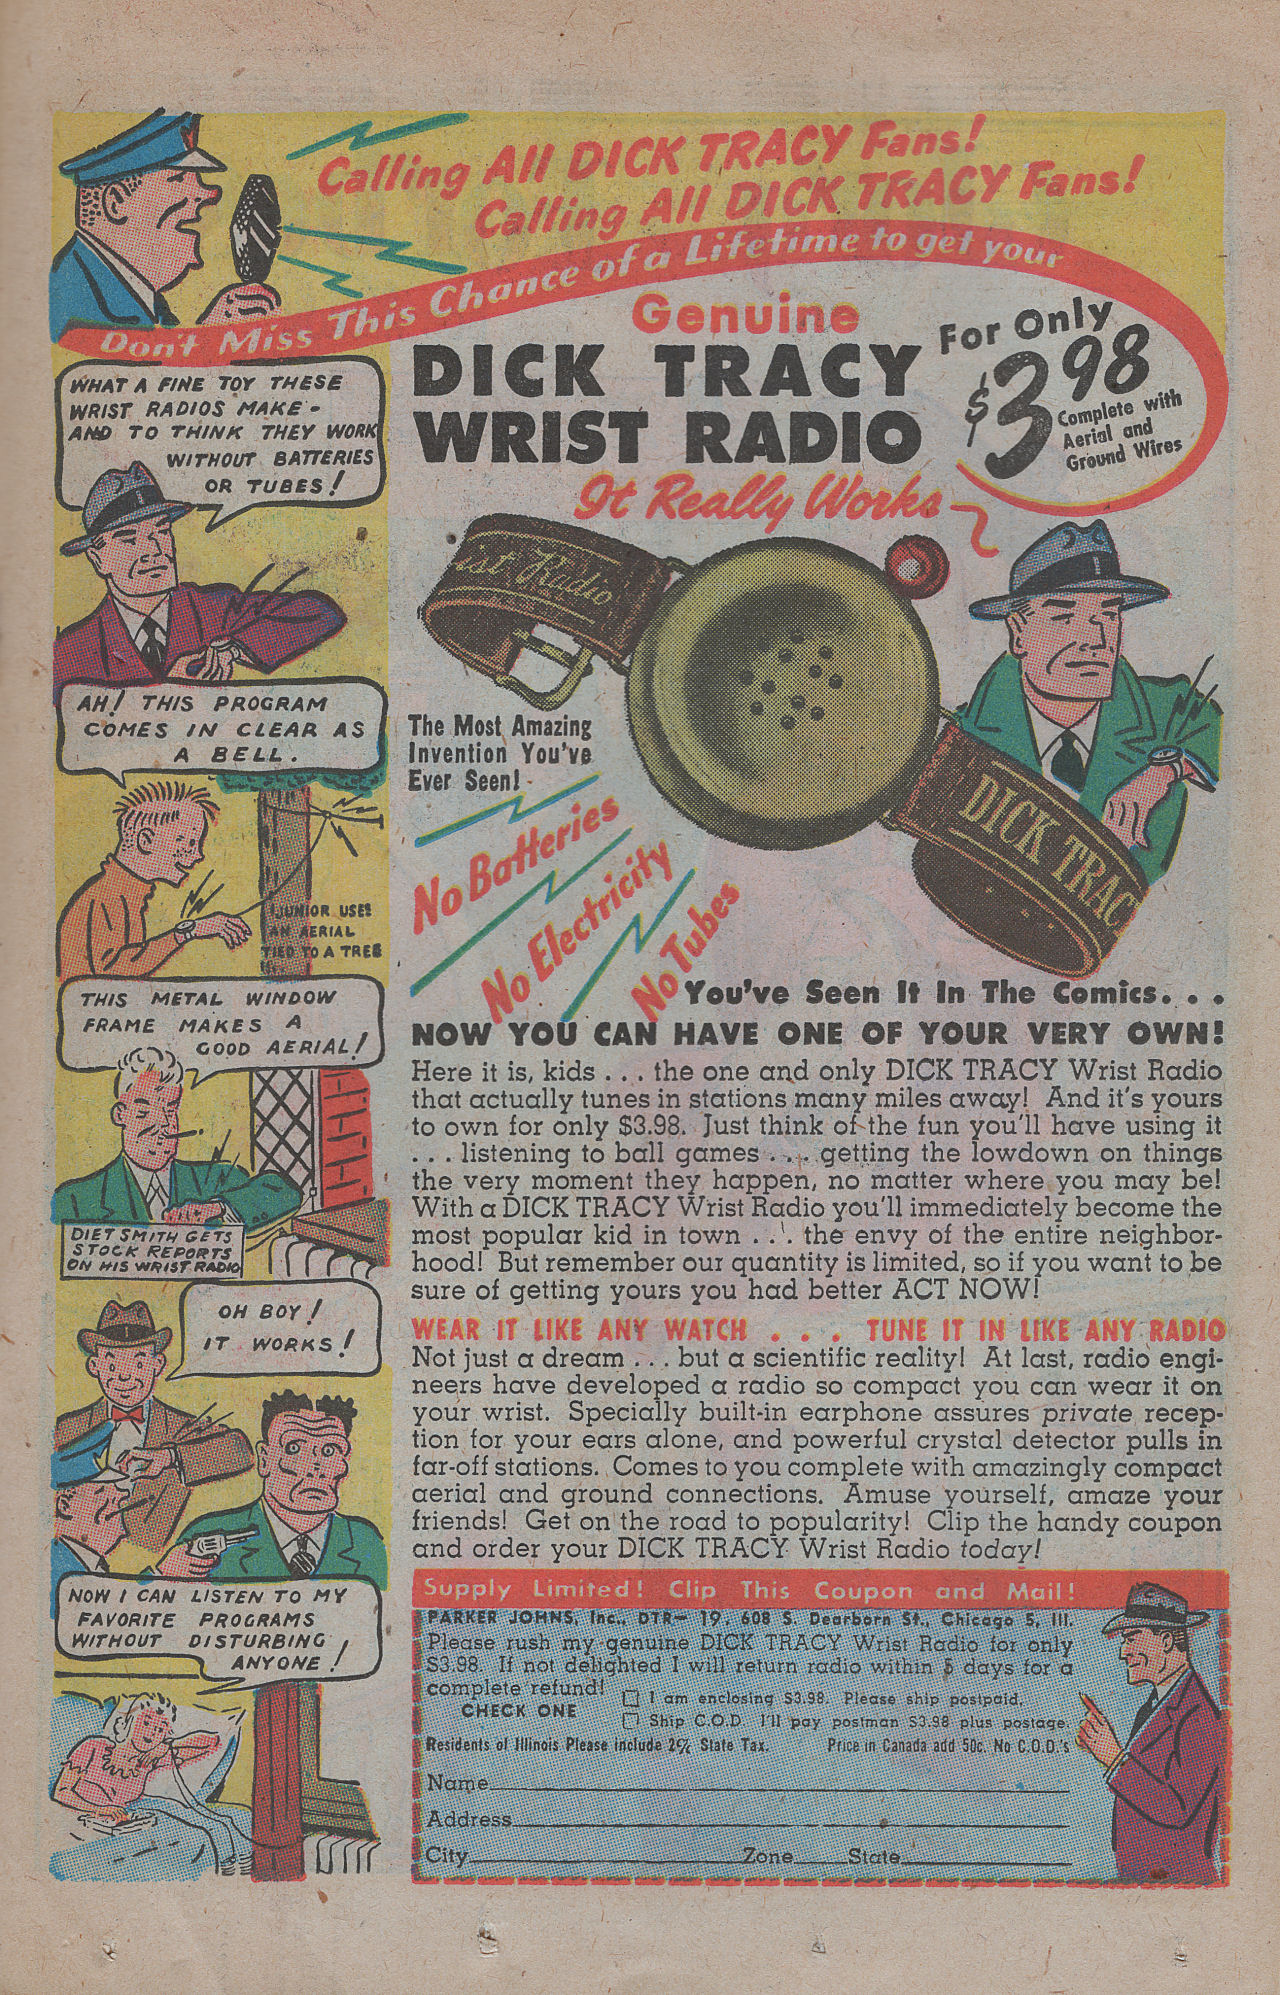 Calling All DICK TRACY Fans!
Calling All DICK TRACY Fans!
Don't Miss This Chance of a Lifetime to get your
Genuine
DICK TRACY
WRIST RADIO
For Only
$3.98
Complete with
Aerial and
Ground Wires
It Really Works
WHAT A FINE TOY THESE
WRIST RADIOS MAKE -
AND TO THINK THEY WORK
WITHOUT BATTERIES
OR TUBES!
AH! THIS PROGRAM
COMES IN CLEAR AS
A BELL.
JUNIOR USES
AN AERIAL
TIED TO A TREE
THIS METAL WINDOW
FRAME MAKES A
GOOD AERIAL!
DIET SMITH GETS
STOCK REPORTS
ON HIS WRIST RADIO
OH BOY!
IT WORKS!
NOW I CAN LISTEN TO MY
FAVORITE PROGRAMS
WITHOUT DISTURBING
ANYONE!
ist Radio
DICK TRAC
The Most Amazing
Invention You've
Ever Seen!
No Batteries
No Electricity
No Tubes
You've Seen It In The Comics. . .
NOW YOU CAN HAVE ONE OF YOUR VERY OWN!
Here it is, kids . . . the one and only DICK TRACY Wrist Radio
that actually tunes in stations many miles away! And it's yours
to own for only $3.98. Just think of the fun you'll have using it
. . . listening to ball games . . . getting the lowdown on things
the very moment they happen, no matter where you may be!
With a DICK TRACY Wrist Radio you'll immediately become the
most popular kid in town . . . the envy of the entire neighbor-
hood! But remember our quantity is limited, so if you want to be
sure of getting yours you had better ACT NOW!
WEAR IT LIKE ANY WATCH . . . TUNE IT IN LIKE ANY RADIO
Not just a dream . . . but a scientific reality! At last, radio engi-
neers have developed a radio so compact you can wear it on
your wrist. Specially built-in earphone assures private recep-
tion for your ears alone, and powerful crystal detector pulls in
far-off stations. Comes to you complete with amazingly compact
aerial and ground connections. Amuse yourself, amaze your
friends! Get on the road to popularity! Clip the handy coupon
and order your DICK TRACY Wrist Radio today!
Supply Limited! Clip This Coupon and Mail!
PARKER JOHNS, Inc., DTR— 19, 608 S. Dearborn St., Chicago 5, Ill.
Please rush my genuine DICK TRACY Wrist Radio for only
$3.98. If not delighted I will return radio within 5 days for a
complete refund!
CHECK ONE
I am enclosing $3.98. Please ship postpaid.
Ship C.O.D. I'll pay postman $3.98 plus postage.
Residents of Illinois Please include 2% State Tax. Price in Canada add 50c. No C.O.D.'s
Name
Address
City Zone State